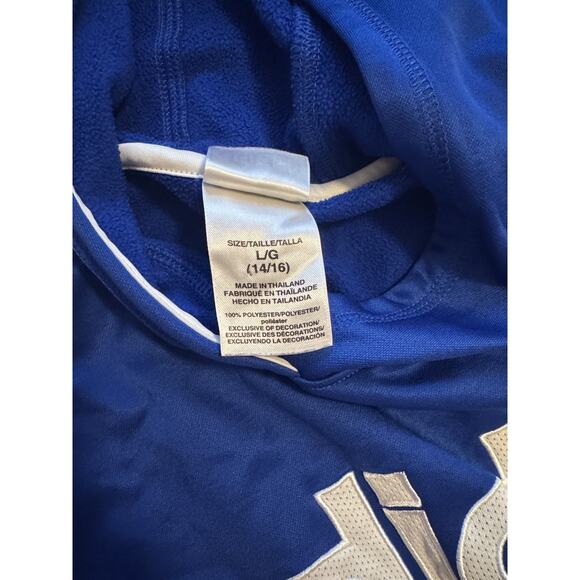 SIZE/TAILLE/TALLA
L/G
(14/16)
MADE IN THAILAND
FABRIQUÉ EN THAÏLANDE
HECHO EN TAILANDIA
100% POLYESTER/POLYESTER/
poliéster
EXCLUSIVE OF DECORATION/
EXCLUSIVE DES DÉCORATIONS/
EXCLUYENDO LA DECORACIÓN